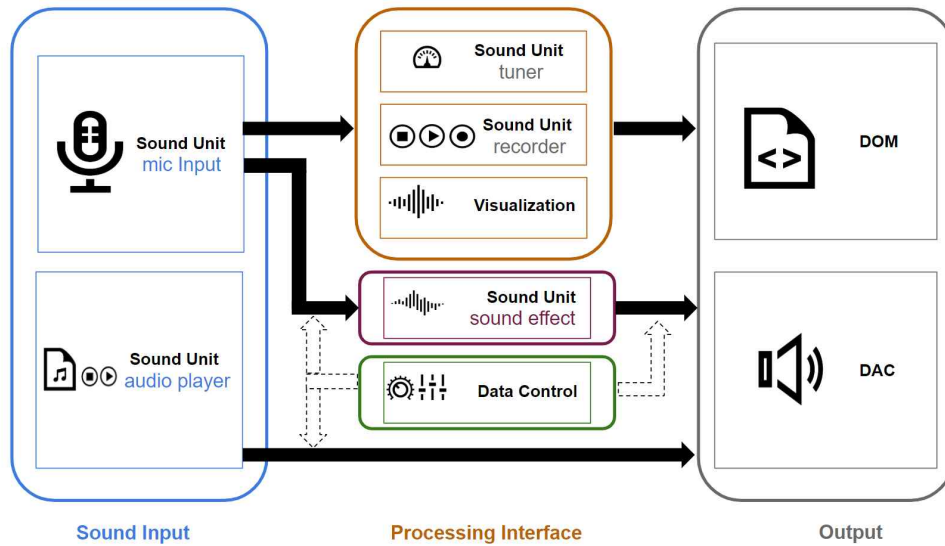 Sound Unit
mic Input
Sound Unit
audio player
Sound Unit
tuner
Sound Unit
recorder
Visualization
Sound Unit
sound effect
Data Control
< >
DOM
DAC
Sound Input
Processing Interface
Output